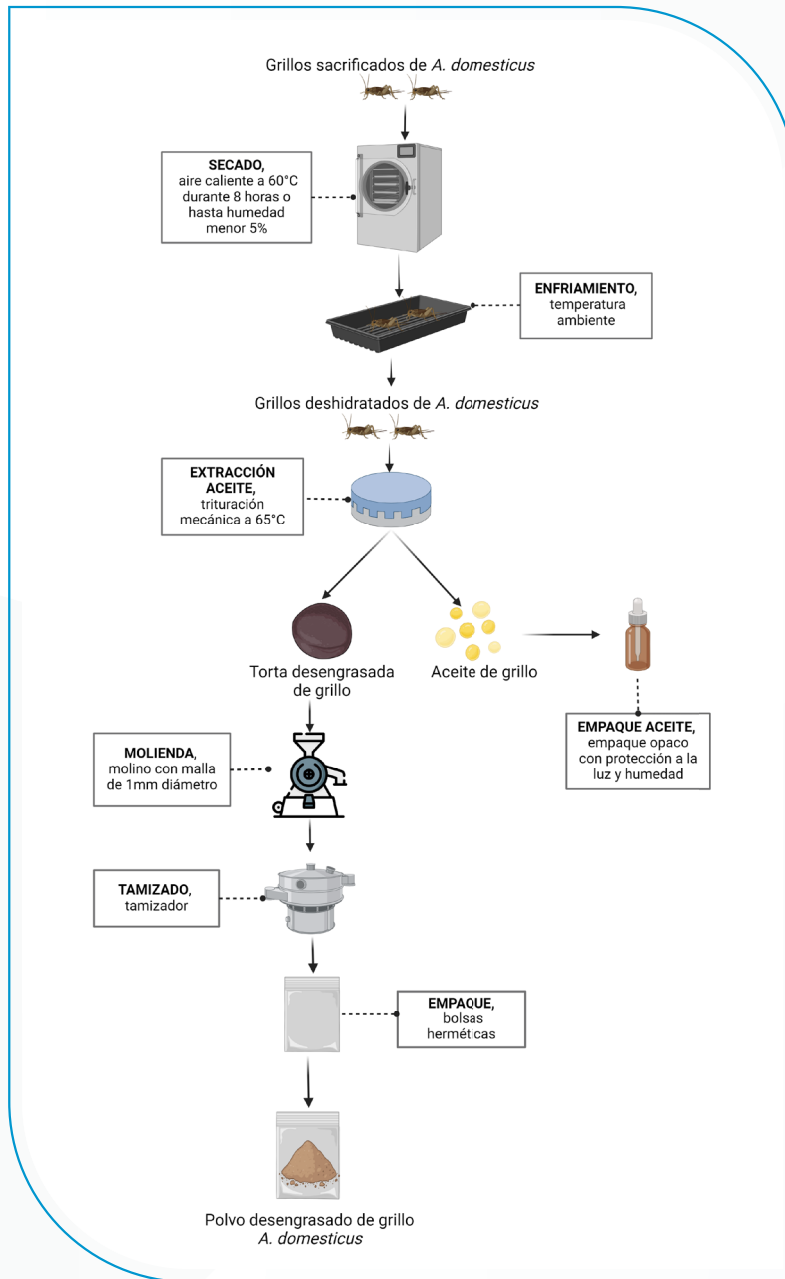 Grillos sacrificados de A. domesticus
SECADO,
aire caliente a 60°C
durante 8 horas o
hasta humedad
menor 5%
ENFRIAMIENTO,
temperatura
ambiente
Grillos deshidratados de A. domesticus
EXTRACCIÓN
ACEITE,
trituración
mecánica a 65°C
Torta desengrasada
de grillo
Aceite de grillo
EMPAQUE ACEITE,
empaque opaco
con protección a la
luz y humedad
MOLIENDA,
molino con malla
de 1mm diámetro
TAMIZADO,
tamizador
EMPAQUE,
bolsas
herméticas
Polvo desengrasado de grillo
A. domesticus